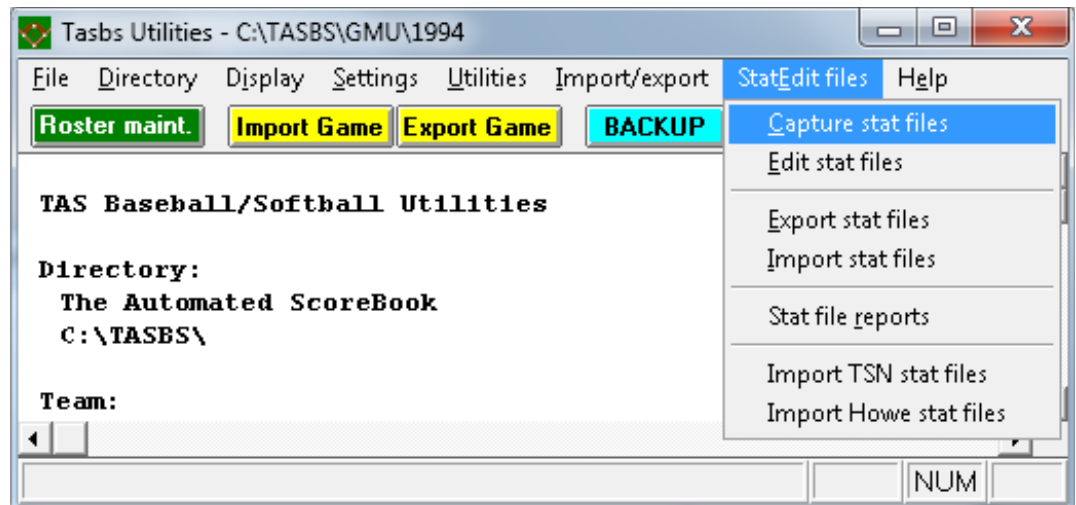 Tasbs Utilities - C:\TASBS\GMU\1994
File Directory Display Settings Utilities Import/export StatEdit files Help
Roster maint. Import Game Export Game BACKUP
Capture stat files
Edit stat files
Export stat files
Import stat files
Stat file reports
Import TSN stat files
Import Howe stat files
TAS Baseball/Softball Utilities
Directory:
The Automated ScoreBook
C:\TASBS\
Team:
NUM